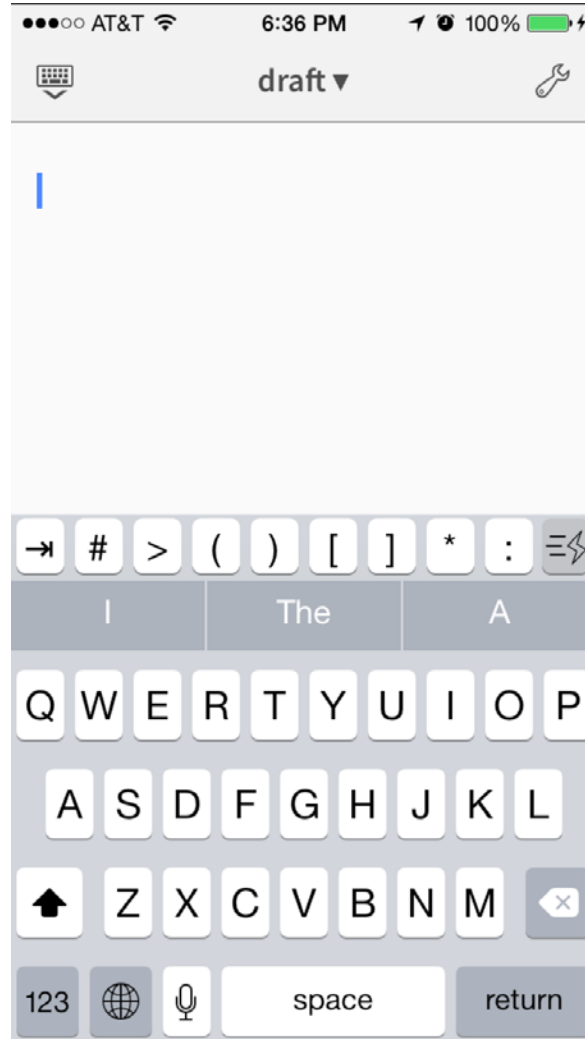 AT&T 6:36 PM 100%
draft ▾
# > ( ) [ ] * :
I The A
Q W E R T Y U I O P
A S D F G H J K L
Z X C V B N M
123 space return